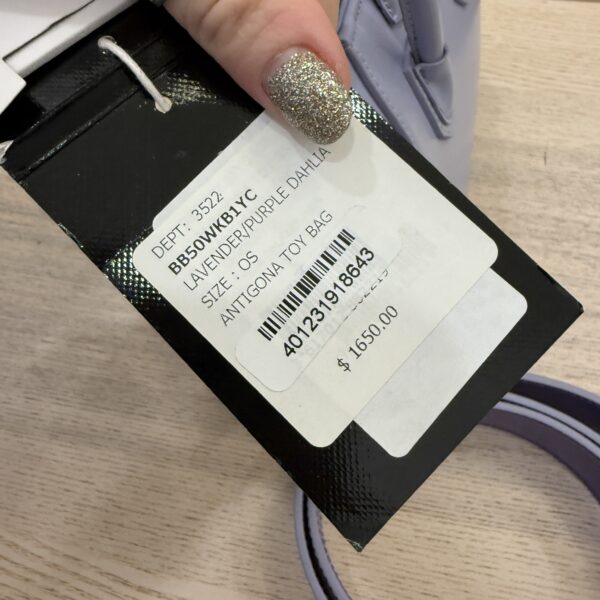 DEPT: 3522
BB50WKB1YC
LAVENDER/PURPLE DAHLIA
SIZE : OS
ANTIGONA TOY BAG
401231918643
$ 1650.00